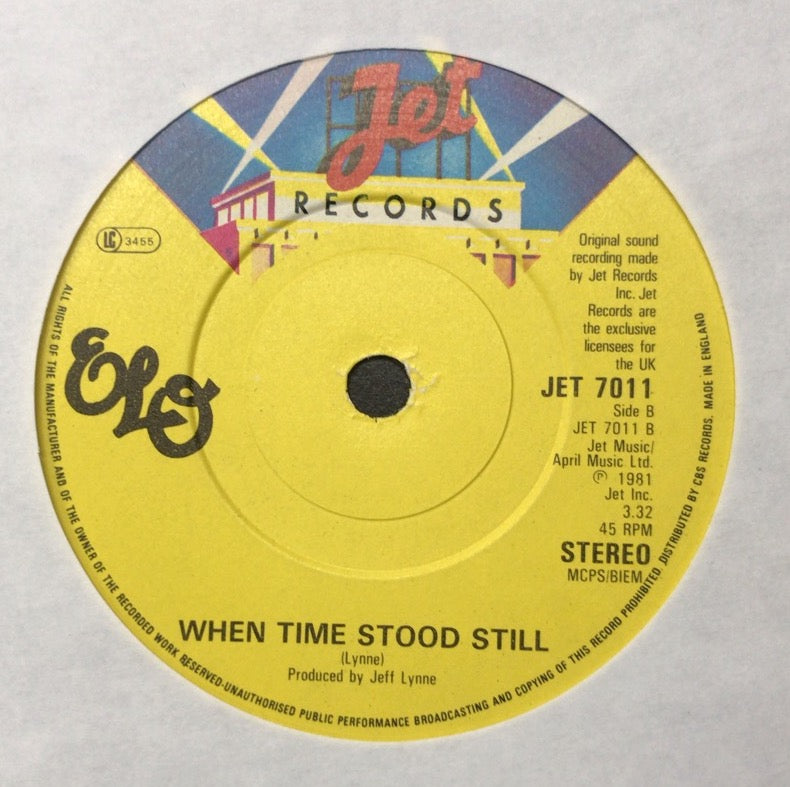 Jet
RECORDS
LC 3455
Original sound
recording made
by Jet Records
Inc. Jet
Records are
the exclusive
licensees for
the UK
ELO
JET 7011
Side B
JET 7011 B
Jet Music/
April Music Ltd.
℗ 1981
Jet Inc.
3.32
45 RPM
STEREO
MCPS/BIEM
WHEN TIME STOOD STILL
(Lynne)
Produced by Jeff Lynne
ALL RIGHTS OF THE MANUFACTURER AND OF THE OWNER OF THE RECORDED WORK RESERVED-UNAUTHORISED PUBLIC PERFORMANCE BROADCASTING AND COPYING OF THIS RECORD PROHIBITED. DISTRIBUTED BY CBS RECORDS. MADE IN ENGLAND